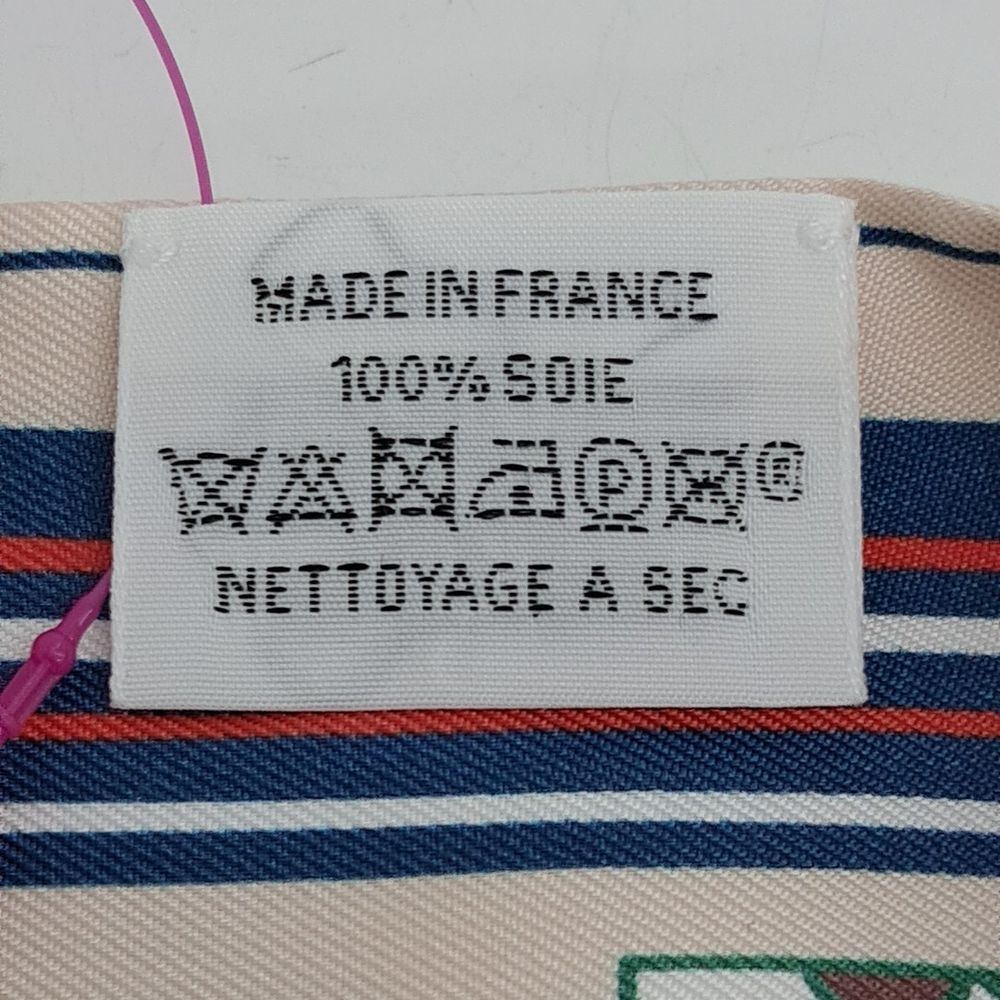 MADE IN FRANCE
100% SOIE
P ®
NETTOYAGE A SEC